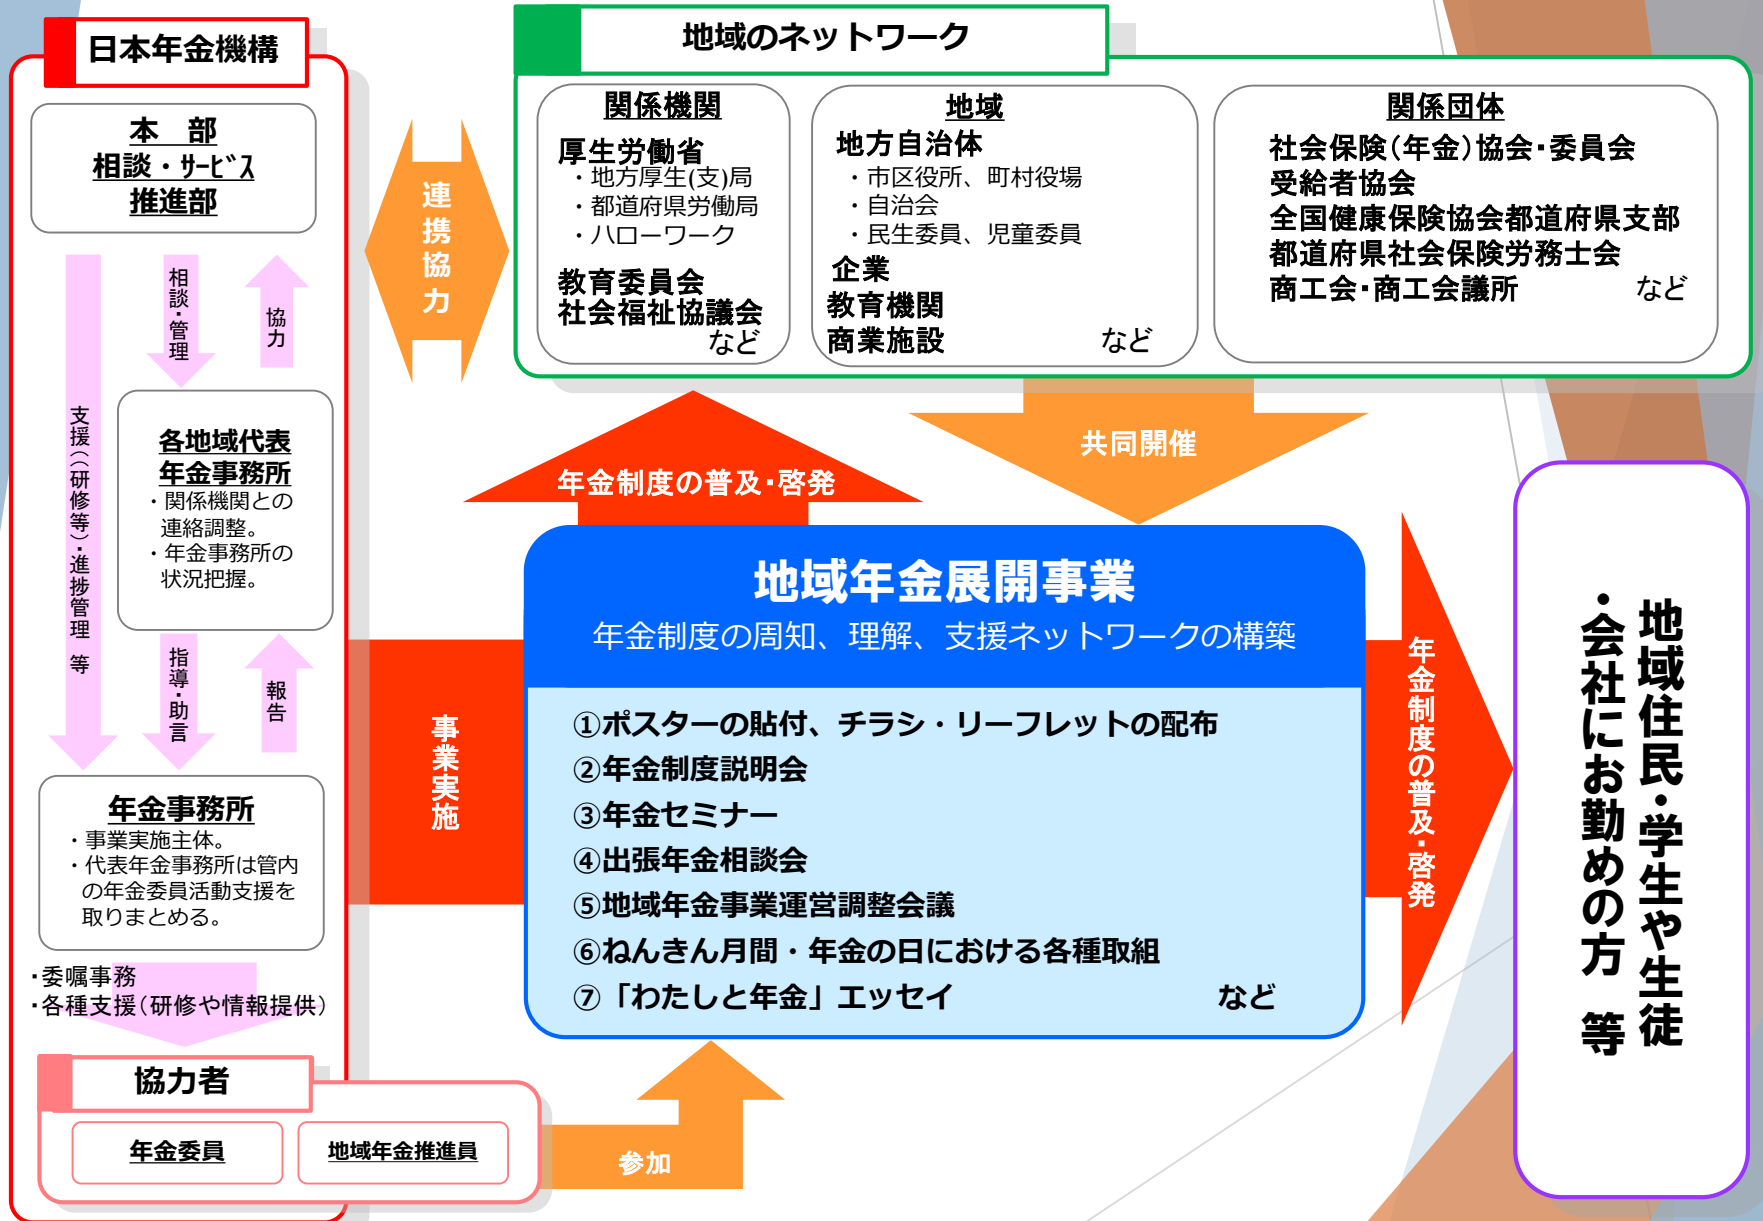 日本年金機構
本　部
相談・ｻｰﾋﾞｽ
推進部
相談・管理
協力
支援（（研修等）・進捗管理　等
各地域代表
年金事務所
・関係機関との
連絡調整。
・年金事務所の
状況把握。
指導・助言
報告
年金事務所
・事業実施主体。
・代表年金事務所は管内
の年金委員活動支援を
取りまとめる。
・委嘱事務
・各種支援（研修や情報提供）
協力者
年金委員
地域年金推進員
連携協力
地域のネットワーク
関係機関
厚生労働省
・地方厚生(支)局
・都道府県労働局
・ハローワーク
教育委員会
社会福祉協議会
など
地域
地方自治体
・市区役所、町村役場
・自治会
・民生委員、児童委員
企業
教育機関
商業施設　など
関係団体
社会保険（年金）協会・委員会
受給者協会
全国健康保険協会都道府県支部
都道府県社会保険労務士会
商工会・商工会議所　など
年金制度の普及・啓発
共同開催
事業実施
地域年金展開事業
年金制度の周知、理解、支援ネットワークの構築
①ポスターの貼付、チラシ・リーフレットの配布
②年金制度説明会
③年金セミナー
④出張年金相談会
⑤地域年金事業運営調整会議
⑥ねんきん月間・年金の日における各種取組
⑦「わたしと年金」エッセイ　など
参加
年金制度の普及・啓発
地域住民・学生や生徒
・会社にお勤めの方　等